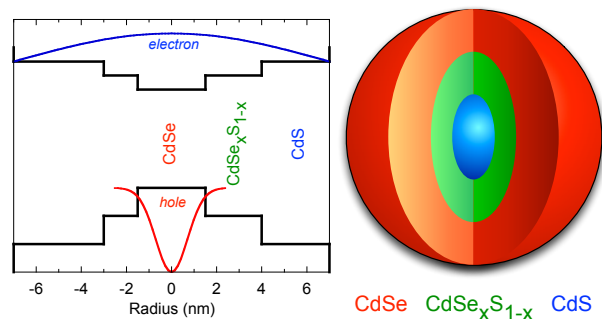 electron
CdSe
CdSeₓS₁₋ₓ
CdS
hole
-6 -4 -2 0 2 4 6
Radius (nm)
CdSe CdSeₓS₁₋ₓ CdS